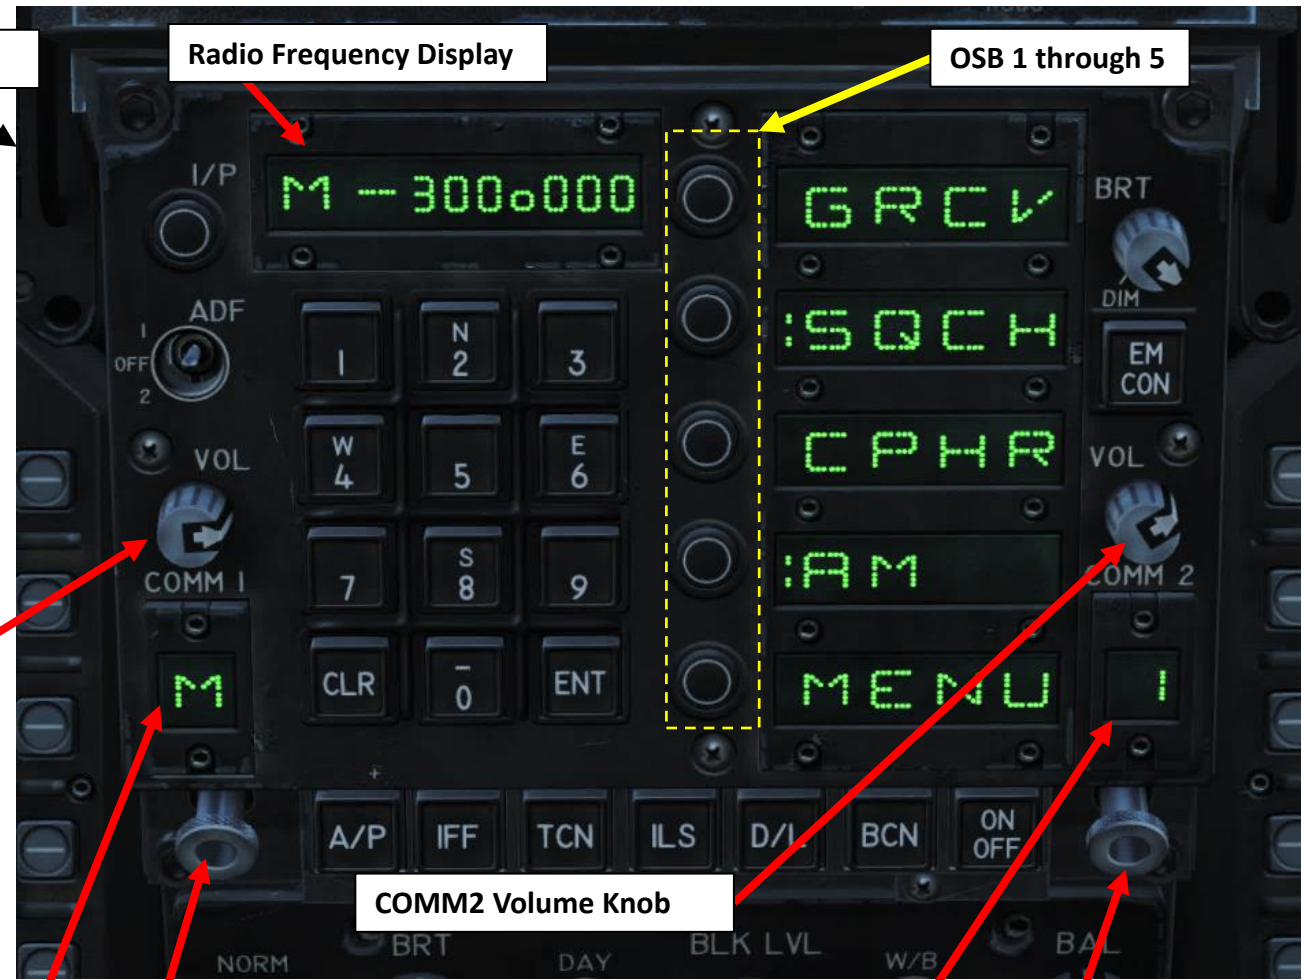 Radio Frequency Display
OSB 1 through 5
I/P
M--300o000
GRCV
BRT
DIM
ADF
1
OFF
2
1
N
2
3
:SQCH
EM
CON
VOL
W
4
5
E
6
CPHR
VOL
COMM 1
7
S
8
9
:AM
COMM 2
M
CLR
—
0
ENT
MENU
1
A/P
IFF
TCN
ILS
D/L
BCN
ON
OFF
COMM2 Volume Knob
NORM
BRT
DAY
BLK LVL
W/B
BAL